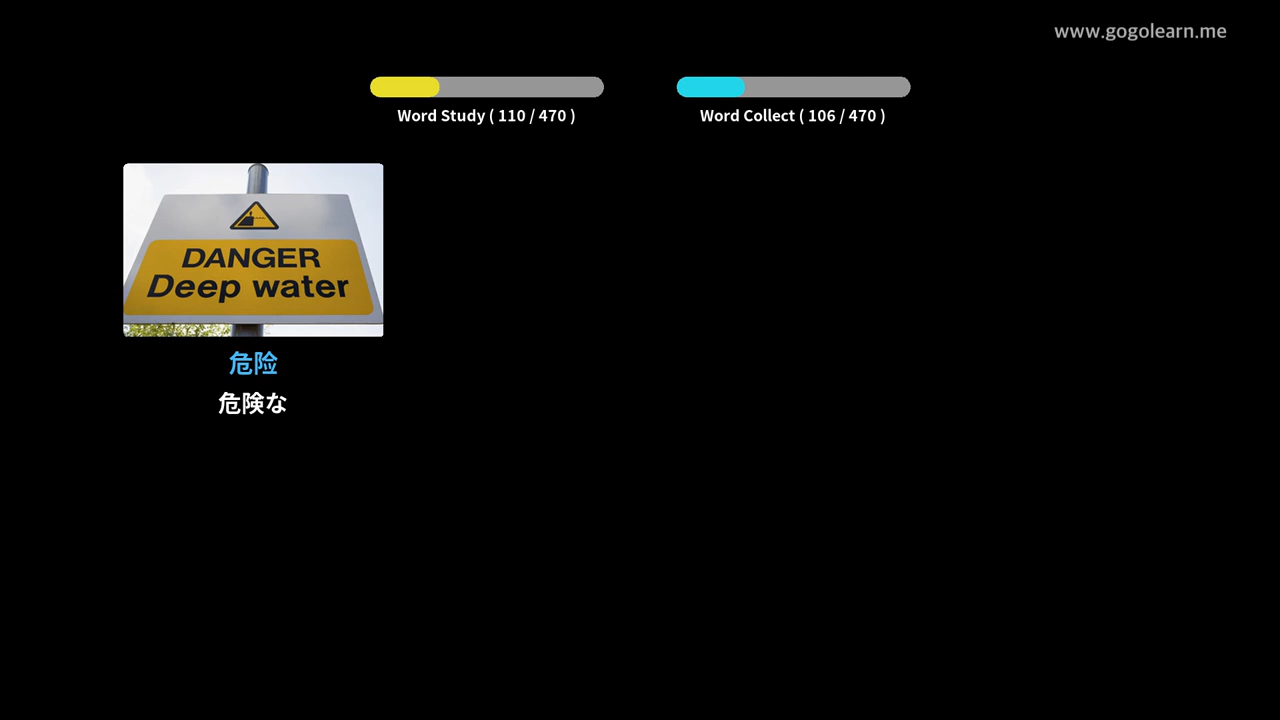 www.gogolearn.me
Word Study ( 110 / 470 )
Word Collect ( 106 / 470 )
DANGER
Deep water
危险
危険な